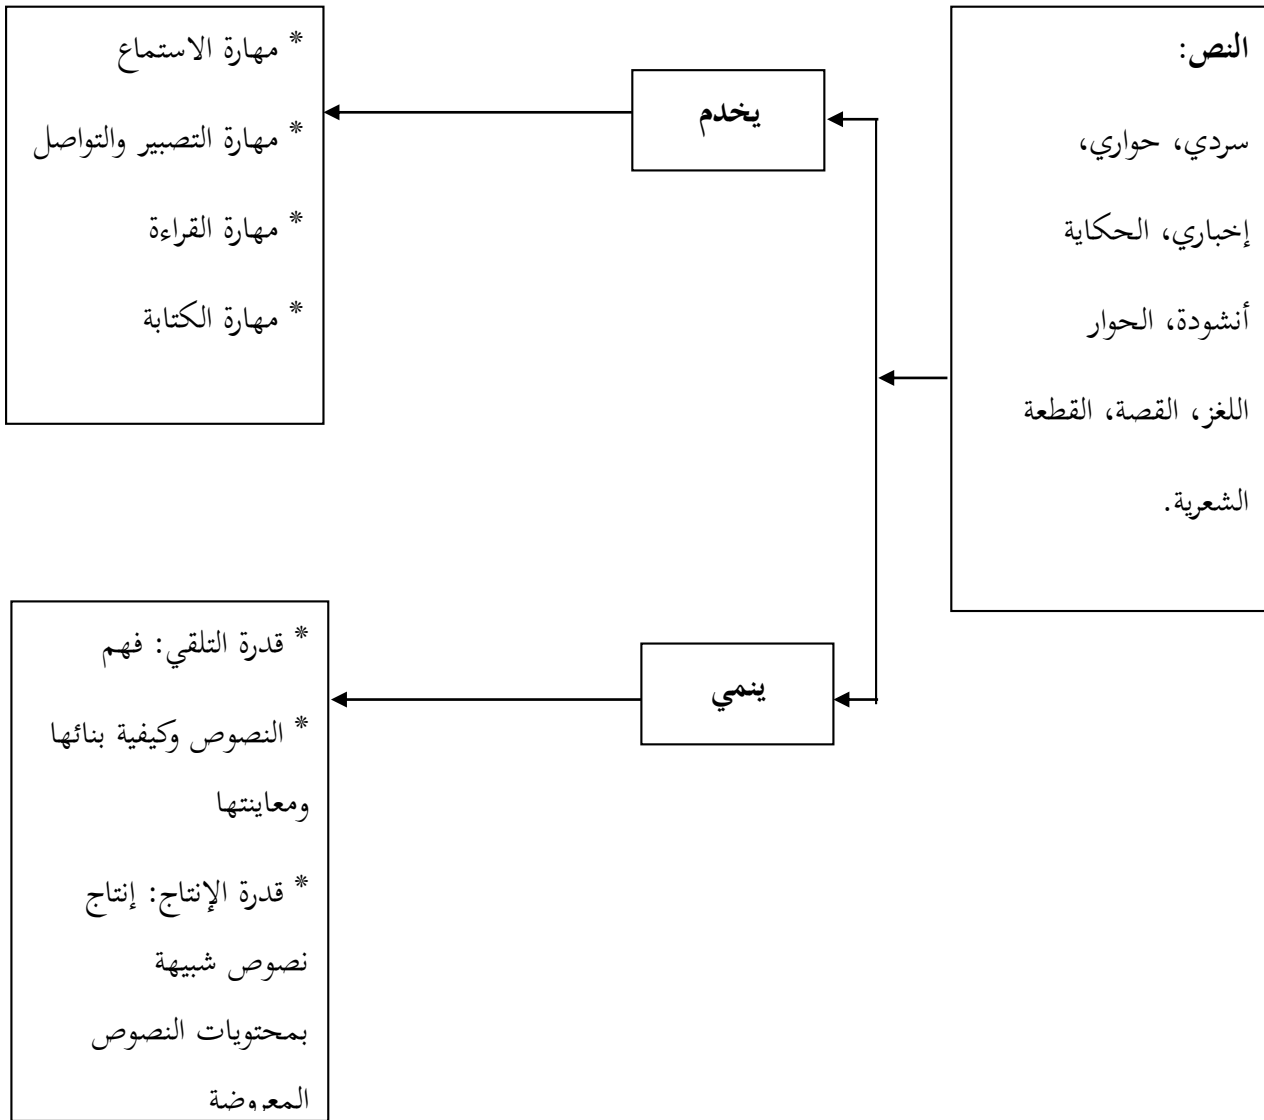 النص:
سردي، حواري،
إخباري، الحكاية
أنشودة، الحوار
اللغز، القصة، القطعة
الشعرية.
يخدم
* مهارة الاستماع
* مهارة التصبير والتواصل
* مهارة القراءة
* مهارة الكتابة
ينمي
* قدرة التلقي: فهم
* النصوص وكيفية بنائها
ومعاينتها
* قدرة الإنتاج: إنتاج
نصوص شبيهة
بمحتويات النصوص
المعروضة